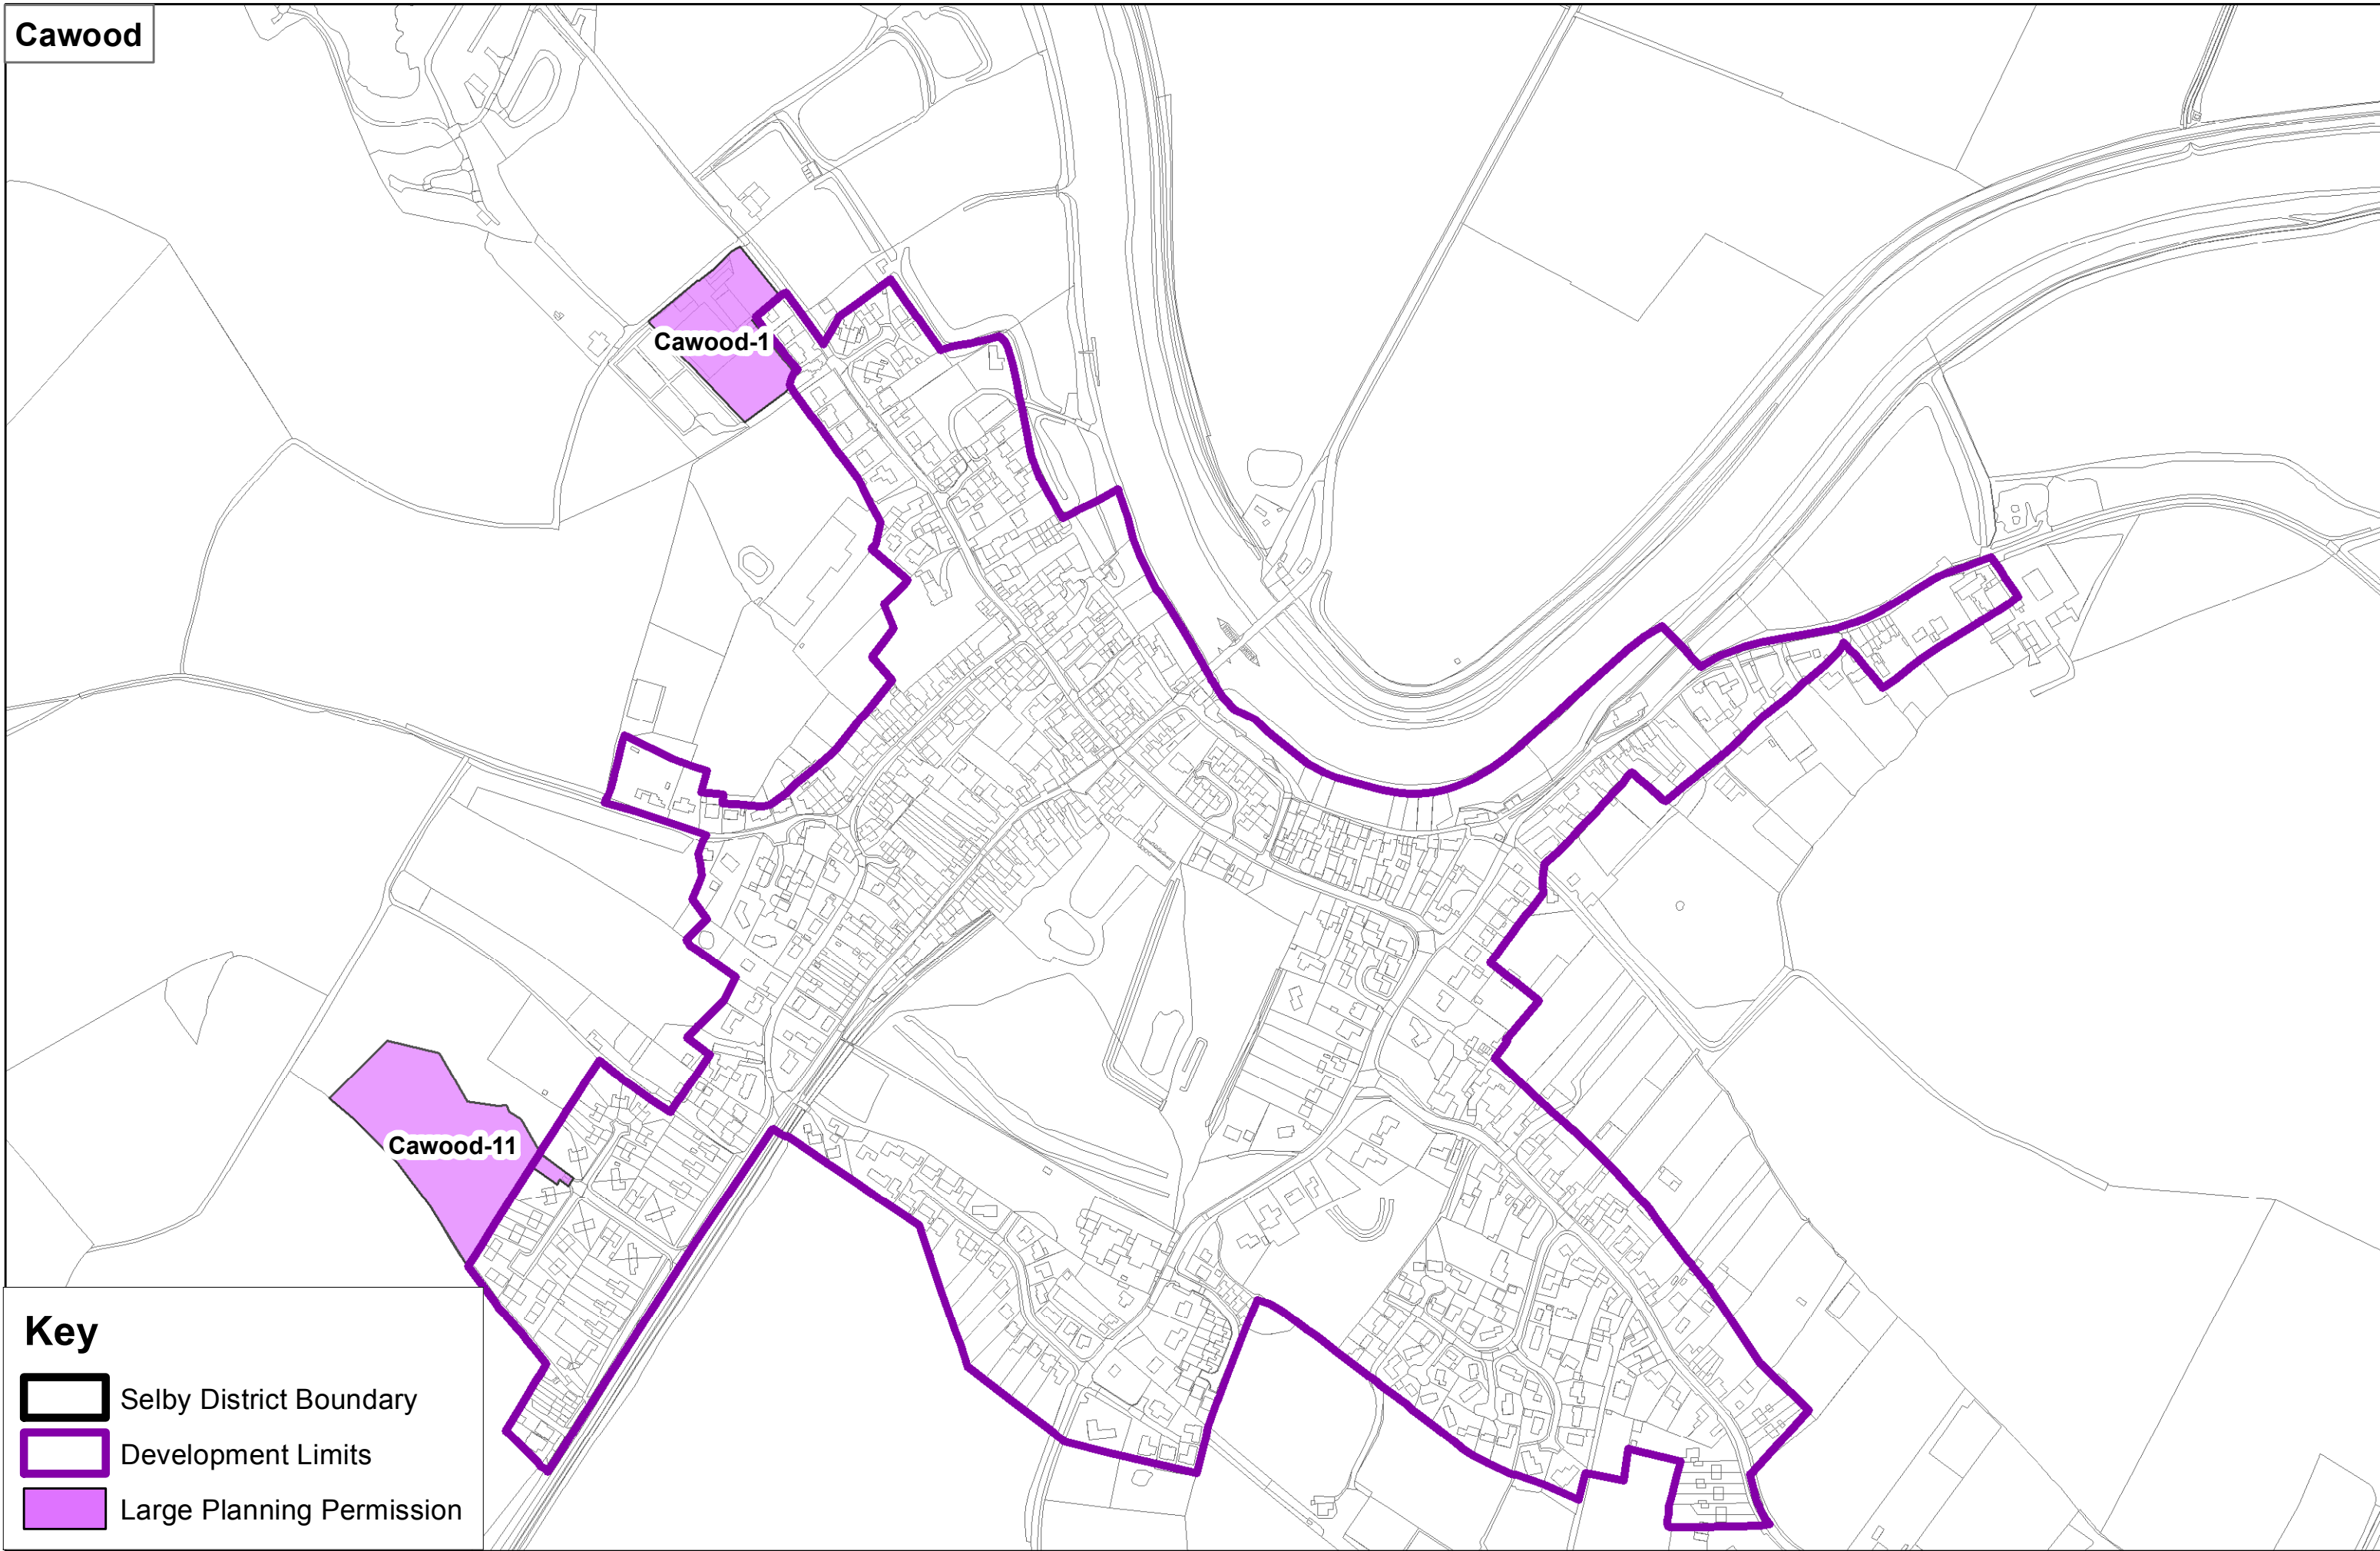 Cawood
Cawood-1
Cawood-11
Key
Selby District Boundary
Development Limits
Large Planning Permission